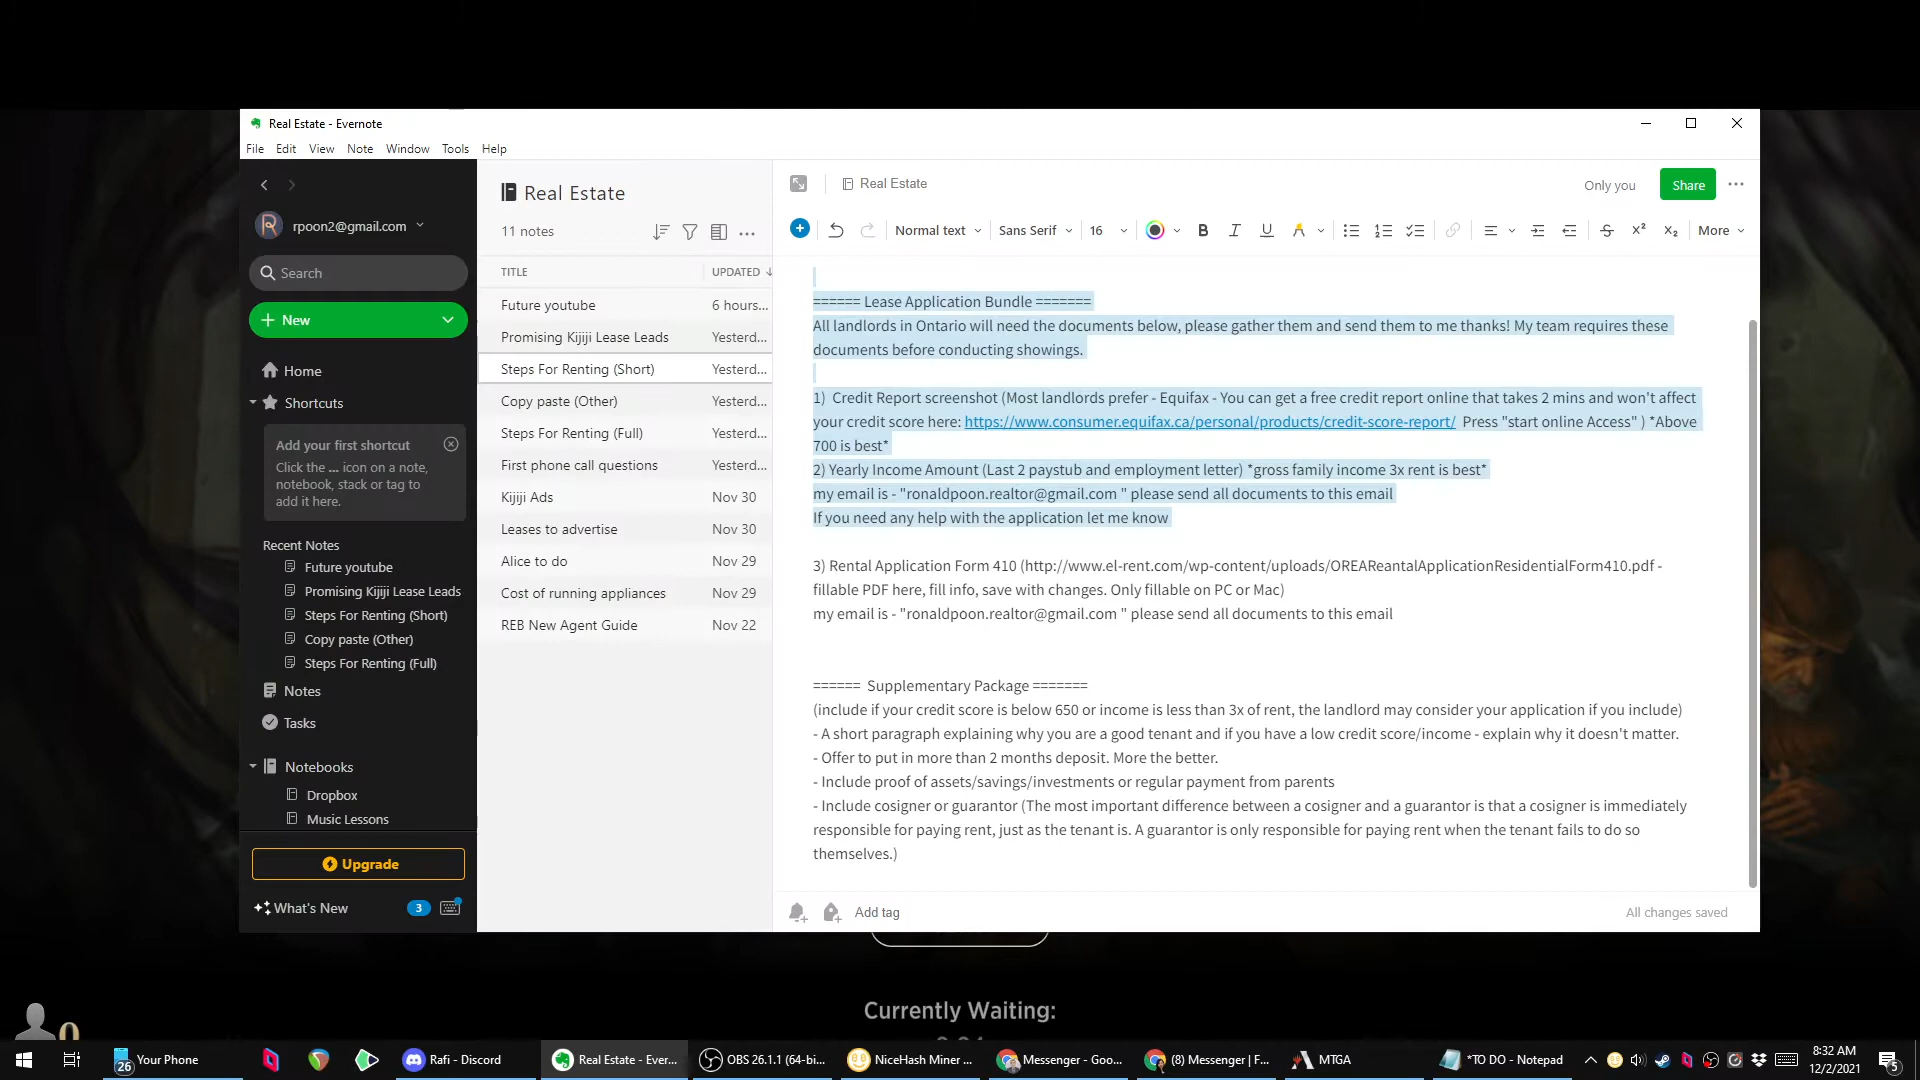 Real Estate - Evernote
File Edit View Note Window Tools Help
rpoon2@gmail.com
Search
New
Home
Shortcuts
Add your first shortcut
Click the ... icon on a note,
notebook, stack or tag to
add it here.
Recent Notes
Future youtube
Promising Kijiji Lease Leads
Steps For Renting (Short)
Copy paste (Other)
Steps For Renting (Full)
Notes
Tasks
Notebooks
Dropbox
Music Lessons
Upgrade
What's New 3
Real Estate
11 notes
TITLE UPDATED
Future youtube 6 hours...
Promising Kijiji Lease Leads Yesterd...
Steps For Renting (Short) Yesterd...
Copy paste (Other) Yesterd...
Steps For Renting (Full) Yesterd...
First phone call questions Yesterd...
Kijiji Ads Nov 30
Leases to advertise Nov 30
Alice to do Nov 29
Cost of running appliances Nov 29
REB New Agent Guide Nov 22
Real Estate Only you Share
Normal text Sans Serif 16 B I U More
====== Lease Application Bundle =======
All landlords in Ontario will need the documents below, please gather them and send them to me thanks! My team requires these
documents before conducting showings.
1)  Credit Report screenshot (Most landlords prefer - Equifax - You can get a free credit report online that takes 2 mins and won't affect
your credit score here: https://www.consumer.equifax.ca/personal/products/credit-score-report/  Press "start online Access" ) *Above
700 is best*
2) Yearly Income Amount (Last 2 paystub and employment letter) *gross family income 3x rent is best*
my email is - "ronaldpoon.realtor@gmail.com " please send all documents to this email
If you need any help with the application let me know
3) Rental Application Form 410 (http://www.el-rent.com/wp-content/uploads/OREAReantalApplicationResidentialForm410.pdf -
fillable PDF here, fill info, save with changes. Only fillable on PC or Mac)
my email is - "ronaldpoon.realtor@gmail.com " please send all documents to this email
======  Supplementary Package =======
(include if your credit score is below 650 or income is less than 3x of rent, the landlord may consider your application if you include)
- A short paragraph explaining why you are a good tenant and if you have a low credit score/income - explain why it doesn't matter.
- Offer to put in more than 2 months deposit. More the better.
- Include proof of assets/savings/investments or regular payment from parents
- Include cosigner or guarantor (The most important difference between a cosigner and a guarantor is that a cosigner is immediately
responsible for paying rent, just as the tenant is. A guarantor is only responsible for paying rent when the tenant fails to do so
themselves.)
Add tag All changes saved
Currently Waiting:
0
26 Your Phone Rafi - Discord Real Estate - Ever... OBS 26.1.1 (64-bi... NiceHash Miner ... Messenger - Goo... (8) Messenger | F... MTGA *TO DO - Notepad
8:32 AM
12/2/2021
5